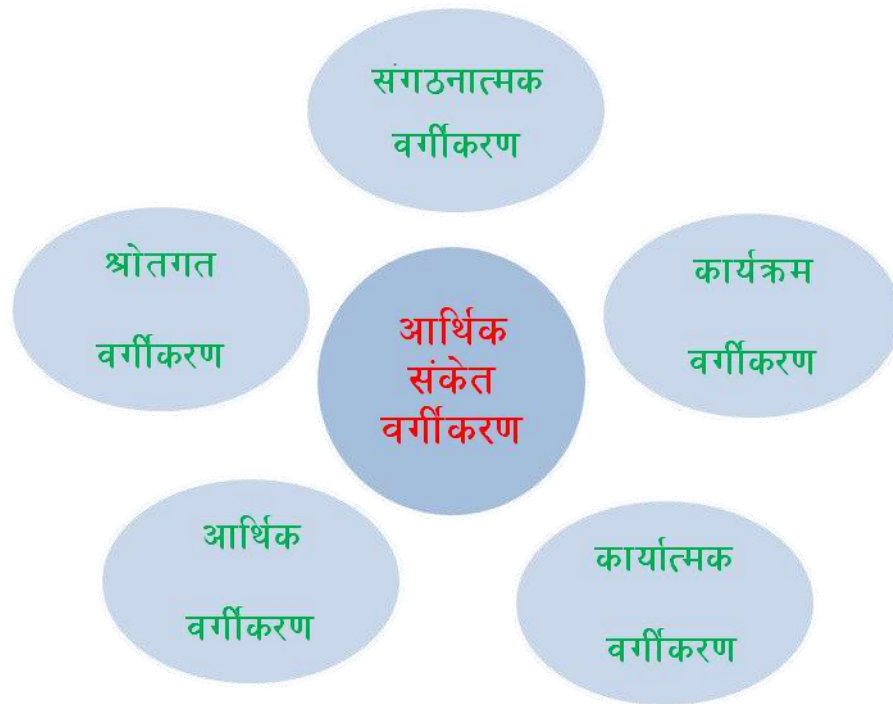 संगठनात्मक
वर्गीकरण
श्रोतगत
वर्गीकरण
कार्यक्रम
वर्गीकरण
आर्थिक
संकेत
वर्गीकरण
आर्थिक
वर्गीकरण
कार्यात्मक
वर्गीकरण